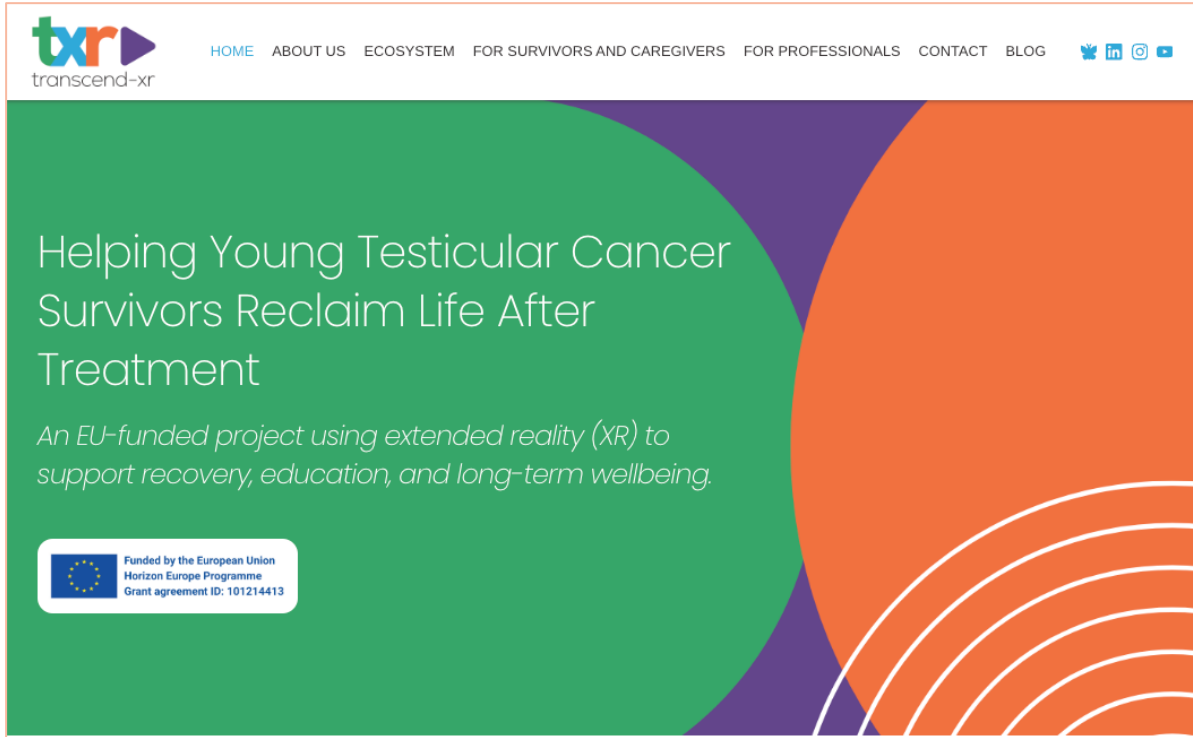 txr
transcend-xr
HOME ABOUT US ECOSYSTEM FOR SURVIVORS AND CAREGIVERS FOR PROFESSIONALS CONTACT BLOG
Helping Young Testicular Cancer
Survivors Reclaim Life After
Treatment
An EU-funded project using extended reality (XR) to
support recovery, education, and long-term wellbeing.
Funded by the European Union
Horizon Europe Programme
Grant agreement ID: 101214413